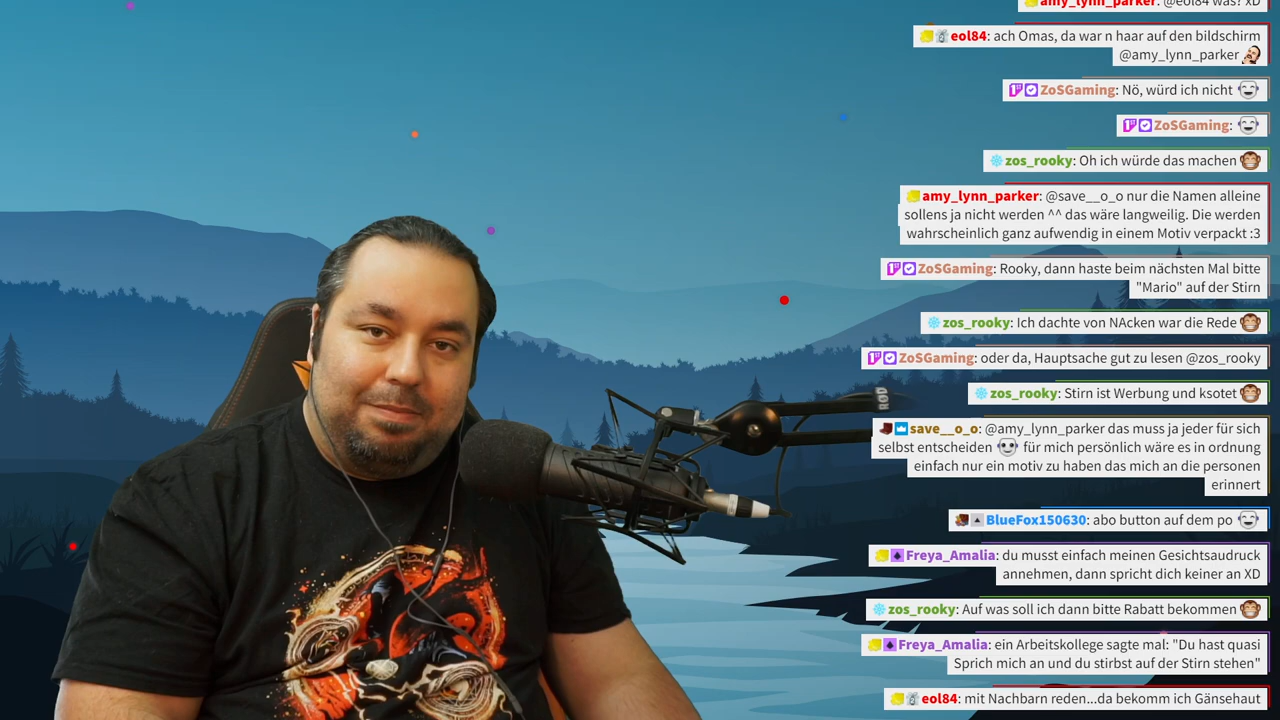 amy_lynn_parker: @eol84 was? xD
eol84: ach Omas, da war n haar auf den bildschirm
@amy_lynn_parker
ZoSGaming: Nö, würd ich nicht
ZoSGaming:
zos_rooky: Oh ich würde das machen
amy_lynn_parker: @save__o_o nur die Namen alleine
sollens ja nicht werden ^^ das wäre langweilig. Die werden
wahrscheinlich ganz aufwendig in einem Motiv verpackt :3
ZoSGaming: Rooky, dann haste beim nächsten Mal bitte
"Mario" auf der Stirn
zos_rooky: Ich dachte von NAcken war die Rede
ZoSGaming: oder da, Hauptsache gut zu lesen @zos_rooky
RØD
zos_rooky: Stirn ist Werbung und ksotet
save__o_o: @amy_lynn_parker das muss ja jeder für sich
selbst entscheiden für mich persönlich wäre es in ordnung
einfach nur ein motiv zu haben das mich an die personen
erinnert
BlueFox150630: abo button auf dem po
Freya_Amalia: du musst einfach meinen Gesichtsaudruck
annehmen, dann spricht dich keiner an XD
zos_rooky: Auf was soll ich dann bitte Rabatt bekommen
Freya_Amalia: ein Arbeitskollege sagte mal: "Du hast quasi
Sprich mich an und du stirbst auf der Stirn stehen"
eol84: mit Nachbarn reden...da bekomm ich Gänsehaut